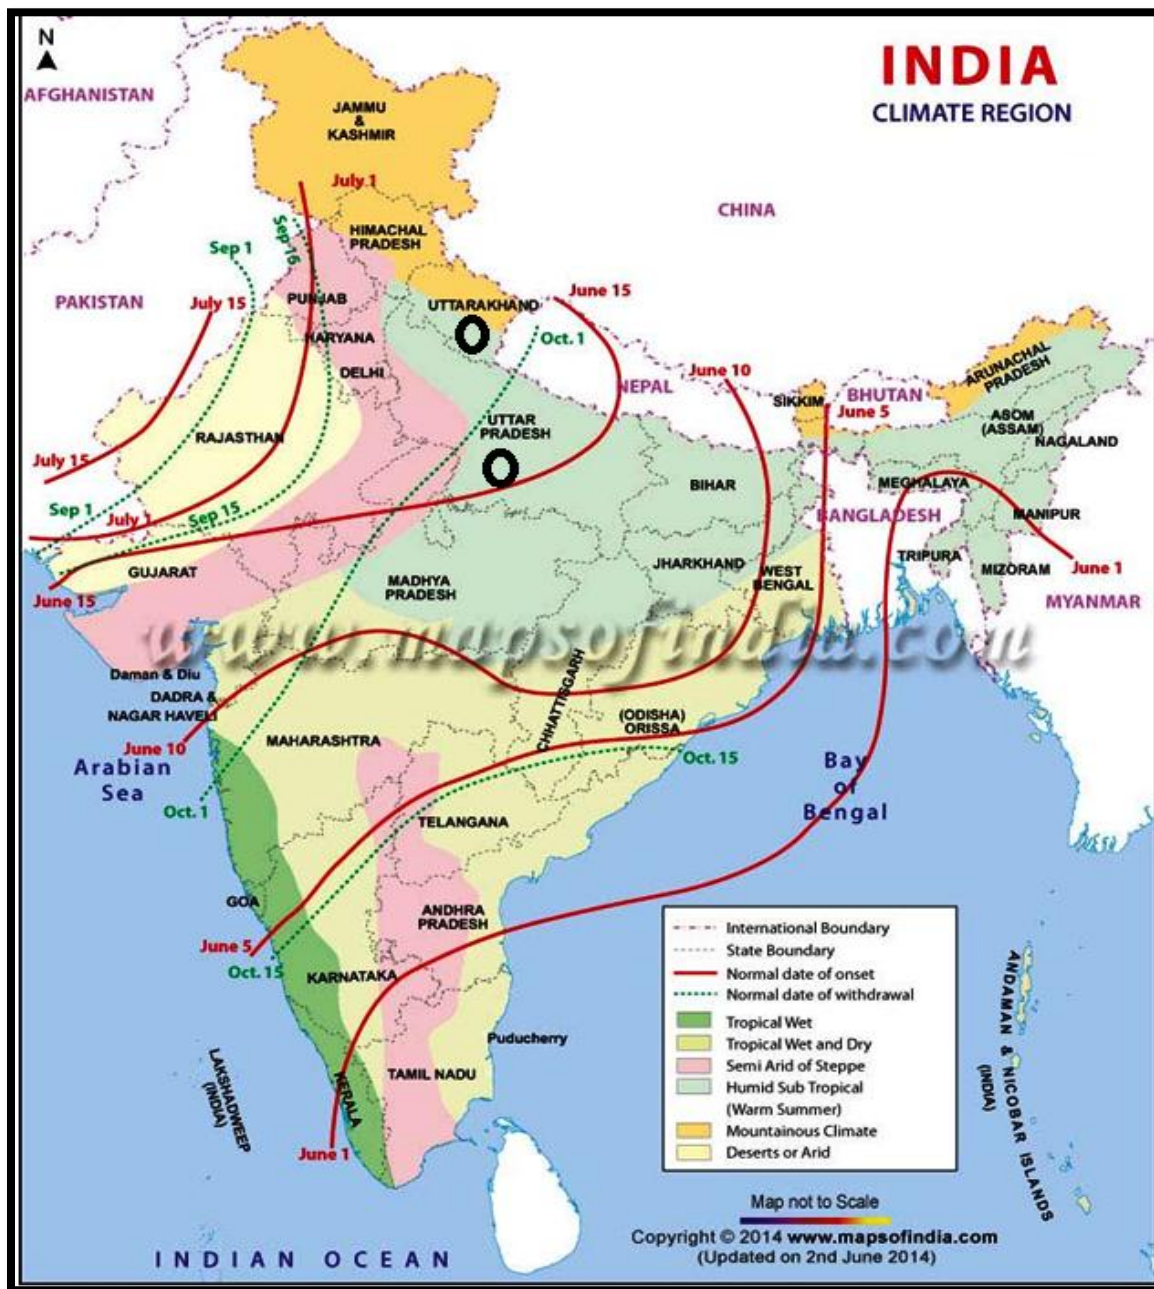 N
INDIA
CLIMATE REGION
AFGHANISTAN
JAMMU
&
KASHMIR
July 1
CHINA
HIMACHAL
PRADESH
Sep 1
Sep 16
PAKISTAN
July 15
PUNJAB
UTTARAKHAND
June 15
HARYANA
Oct. 1
DELHI
NEPAL
June 10
SIKKIM
BHUTAN
June 5
ARUNACHAL
PRADESH
ASOM
(ASSAM)
NAGALAND
RAJASTHAN
UTTAR
PRADESH
July 15
BIHAR
MEGHALAYA
Sep 1
July 1
Sep 15
BANGLADESH
MANIPUR
GUJARAT
JHARKHAND
WEST
BENGAL
TRIPURA
MIZORAM
June 1
MADHYA
PRADESH
June 15
MYANMAR
www.mapsofindia.com
Daman & Diu
DADRA &
NAGAR HAVELI
CHHATTISGARH
(ODISHA)
ORISSA
MAHARASHTRA
June 10
Arabian
Sea
Oct. 15
Bay
of
Bengal
Oct. 1
TELANGANA
GOA
ANDHRA
PRADESH
June 5
Oct. 15
KARNATAKA
Puducherry
LAKSHADWEEP
(INDIA)
KERALA
TAMIL NADU
June 1
International Boundary
State Boundary
Normal date of onset
Normal date of withdrawal
Tropical Wet
Tropical Wet and Dry
Semi Arid of Steppe
Humid Sub Tropical
(Warm Summer)
Mountainous Climate
Deserts or Arid
ANDAMAN & NICOBAR ISLANDS
(INDIA)
Map not to Scale
Copyright © 2014 www.mapsofindia.com
(Updated on 2nd June 2014)
INDIAN OCEAN